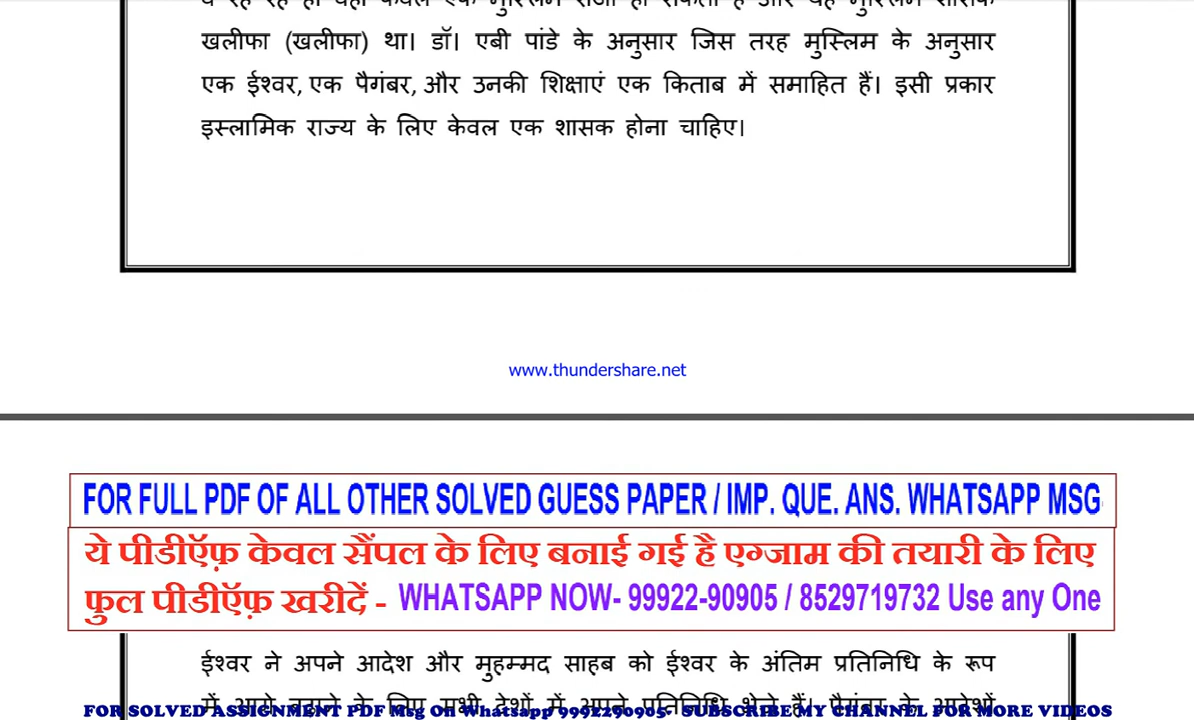 खलीफा (खलीफा) था। डॉ। एबी पांडे के अनुसार जिस तरह मुस्लिम के अनुसार
एक ईश्वर, एक पैगंबर, और उनकी शिक्षाएं एक किताब में समाहित हैं। इसी प्रकार
इस्लामिक राज्य के लिए केवल एक शासक होना चाहिए।
www.thundershare.net
FOR FULL PDF OF ALL OTHER SOLVED GUESS PAPER / IMP. QUE. ANS. WHATSAPP MSG
ये पीडीऍफ़ केवल सैंपल के लिए बनाई गई है एग्जाम की तयारी के लिए
फुल पीडीऍफ़ खरीदें - WHATSAPP NOW- 99922-90905 / 8529719732 Use any One
ईश्वर ने अपने आदेश और मुहम्मद साहब को ईश्वर के अंतिम प्रतिनिधि के रूप
FOR SOLVED ASSIGNMENT PDF Msg On Whatsapp 9992290905- SUBSCRIBE MY CHANNEL FOR MORE VIDEOS